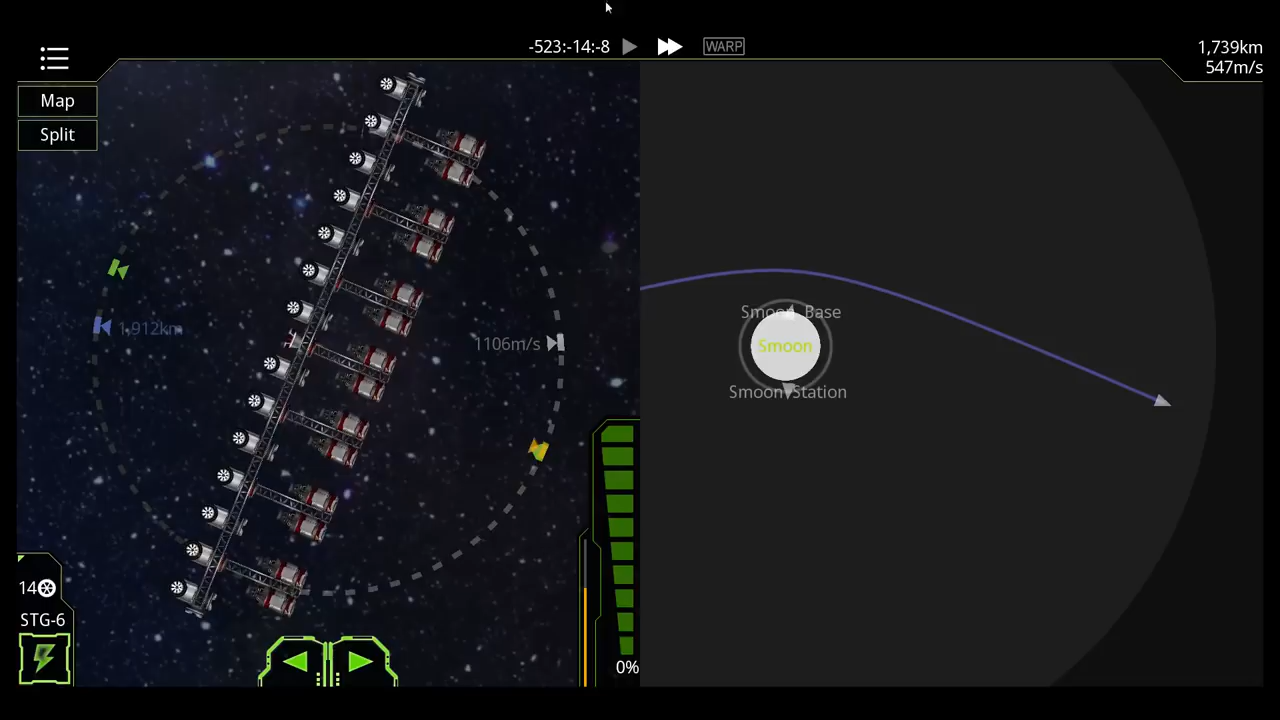 -523:-14:-8
WARP
1,739km
547m/s
Map
Split
1,912km
1106m/s
Smoon Base
Smoon
Smoon Station
14
STG-6
0%